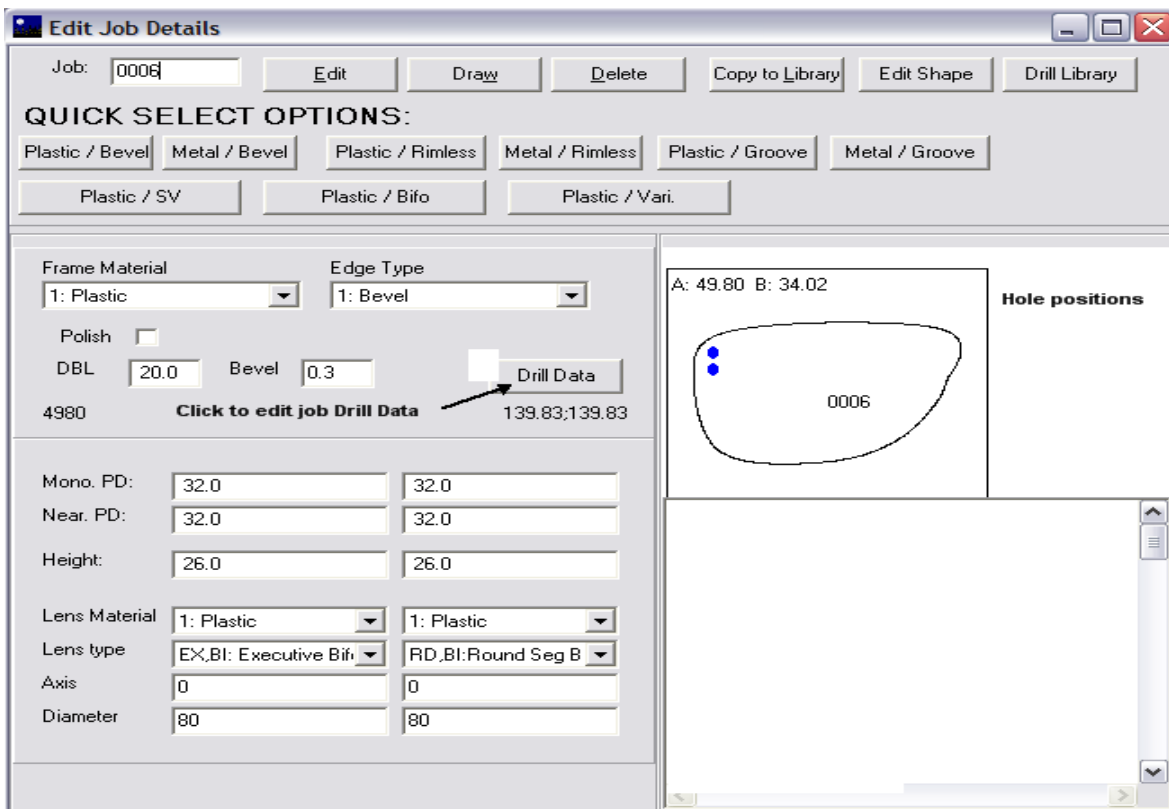 Edit Job Details
Job: 0006 Edit Draw Delete Copy to Library Edit Shape Drill Library
QUICK SELECT OPTIONS:
Plastic / Bevel Metal / Bevel Plastic / Rimless Metal / Rimless Plastic / Groove Metal / Groove
Plastic / SV Plastic / Bifo Plastic / Vari.
Frame Material Edge Type
1: Plastic 1: Bevel
Polish
DBL 20.0 Bevel 0.3 Drill Data
4980 Click to edit job Drill Data 139.83;139.83
A: 49.80 B: 34.02
Hole positions
0006
Mono. PD: 32.0 32.0
Near. PD: 32.0 32.0
Height: 26.0 26.0
Lens Material 1: Plastic 1: Plastic
Lens type EX,BI: Executive Bif RD,BI:Round Seg B
Axis 0 0
Diameter 80 80